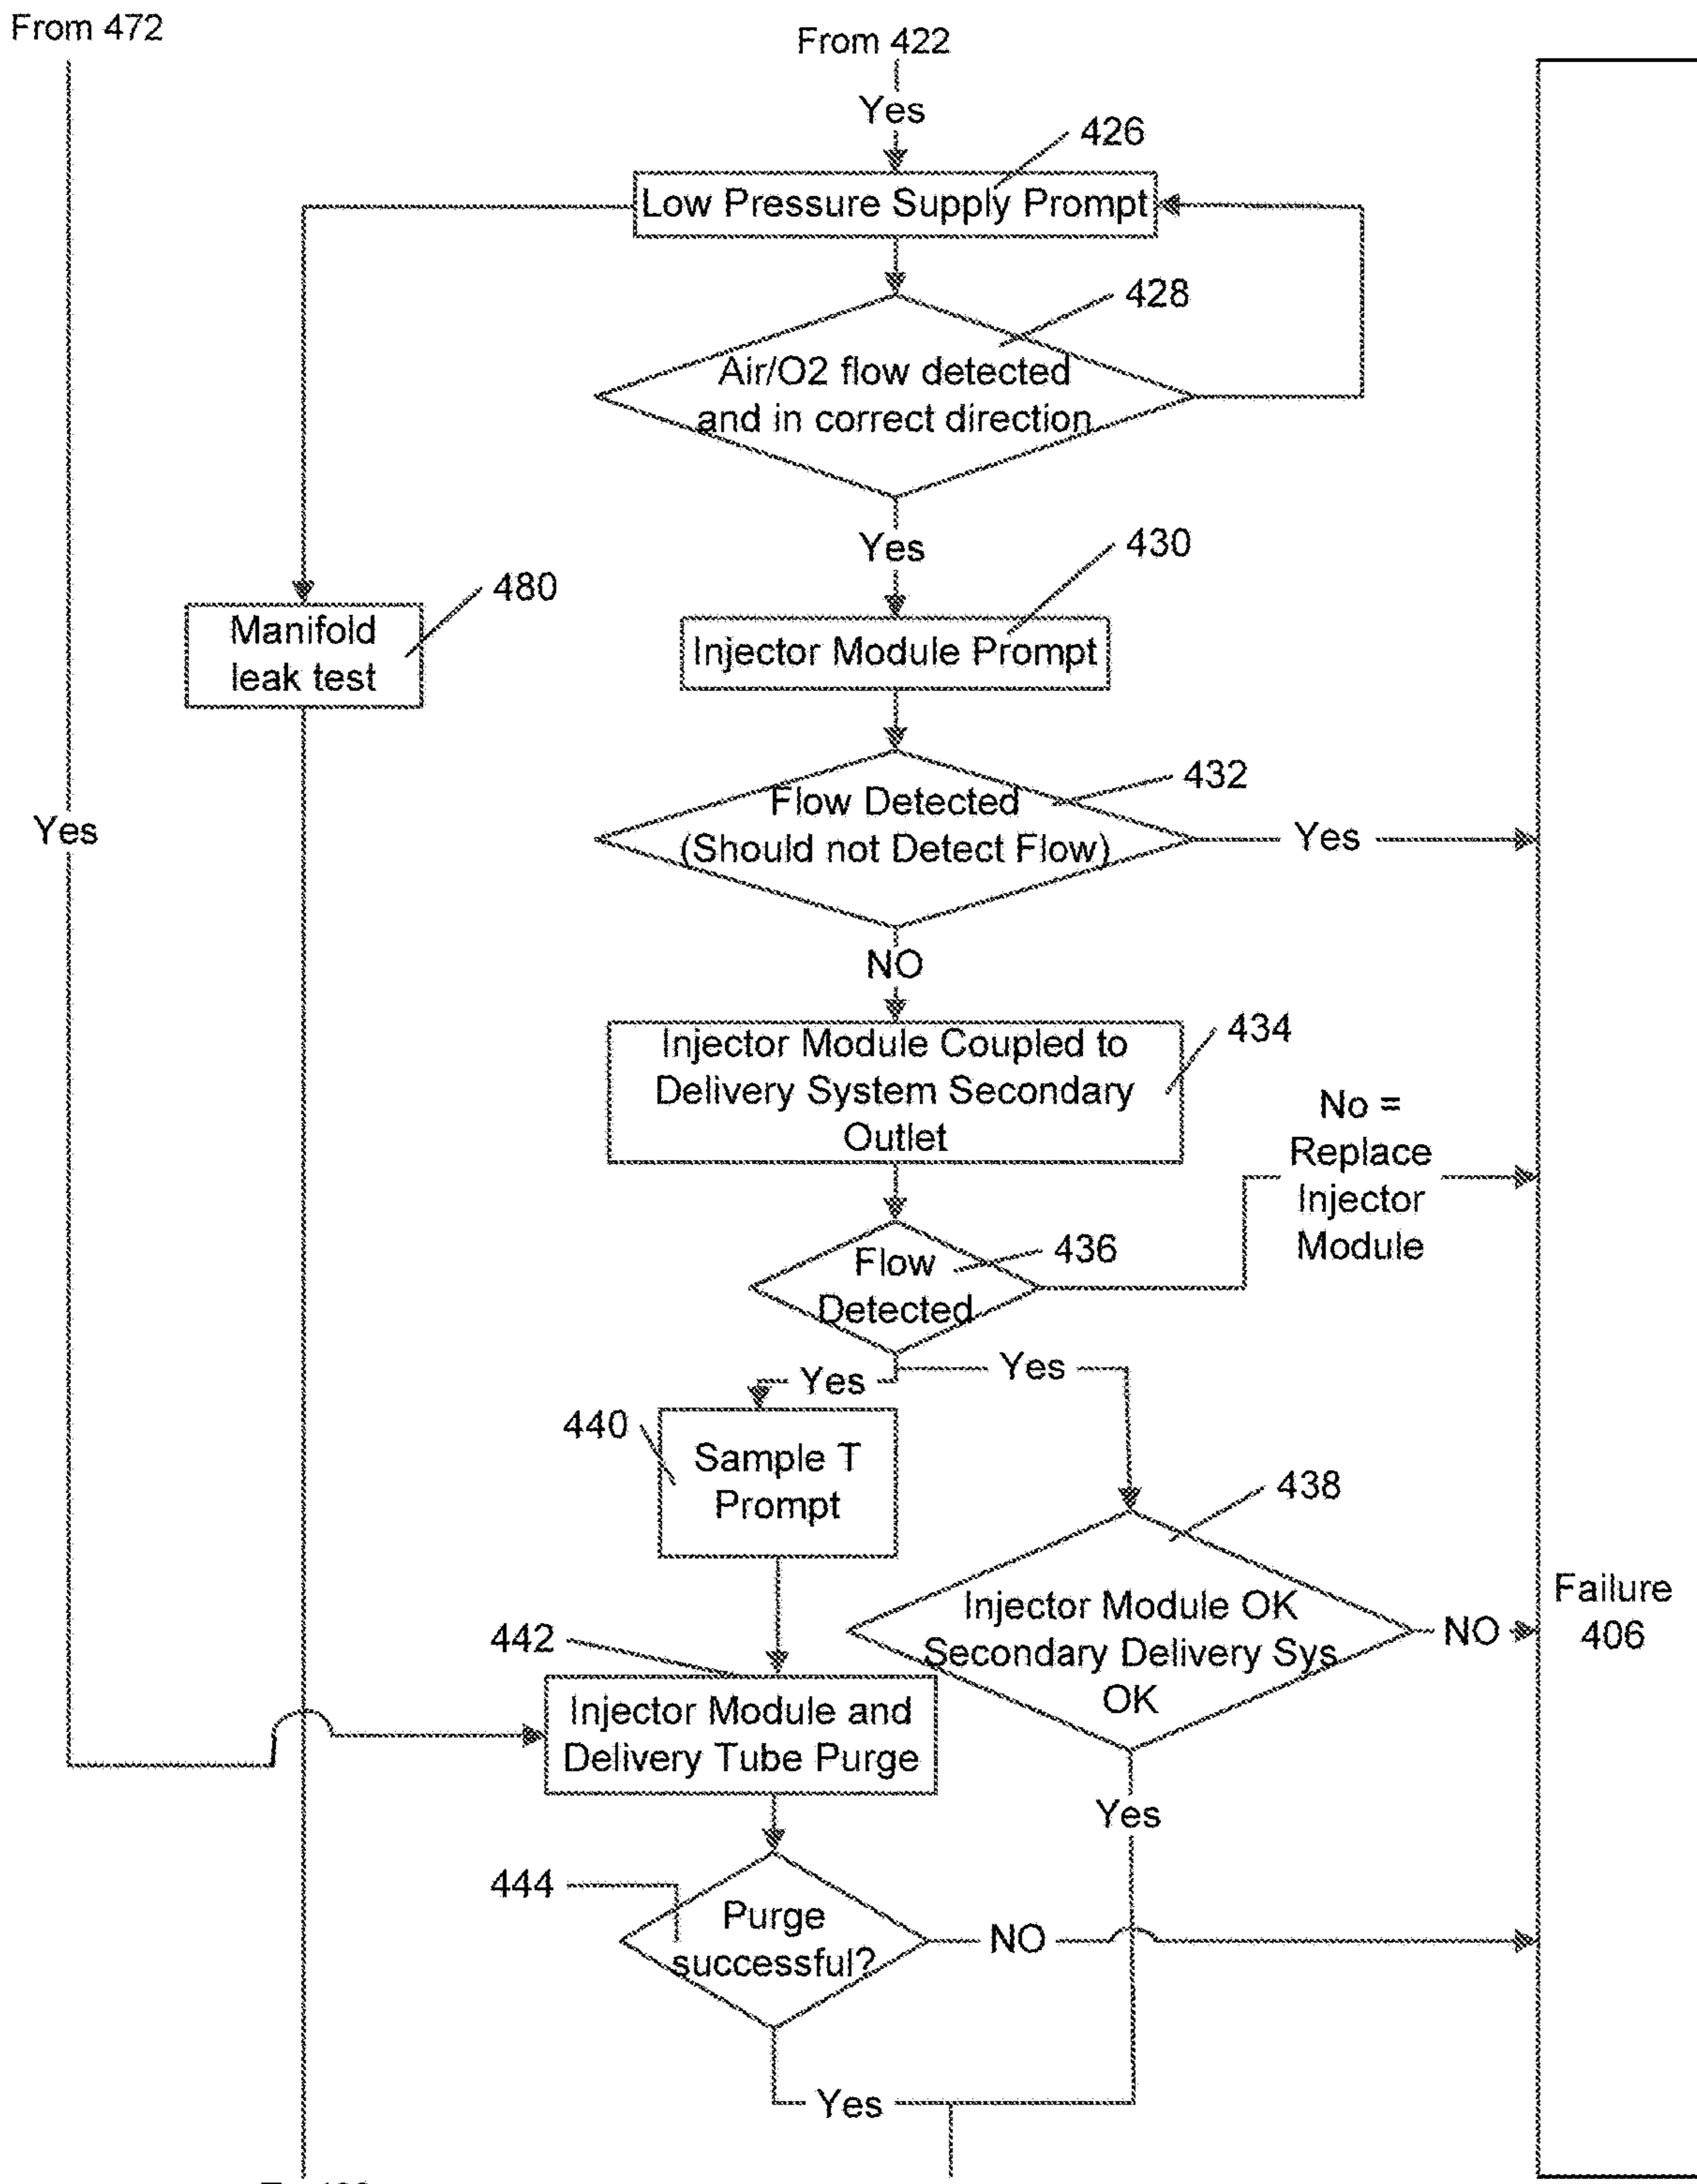 From 472
From 422
Yes
426
Low Pressure Supply Prompt
428
Air/O2 flow detected
and in correct direction
Yes
430
480
Manifold
leak test
Injector Module Prompt
432
Flow Detected
(Should not Detect Flow)
Yes
Yes
NO
434
Injector Module Coupled to
Delivery System Secondary
Outlet
No =
Replace
Injector
Module
436
Flow
Detected
Yes
Yes
440
Sample T
Prompt
438
Injector Module OK
Secondary Delivery Sys
OK
NO
Failure
406
442
Injector Module and
Delivery Tube Purge
Yes
444
Purge
successful?
NO
Yes